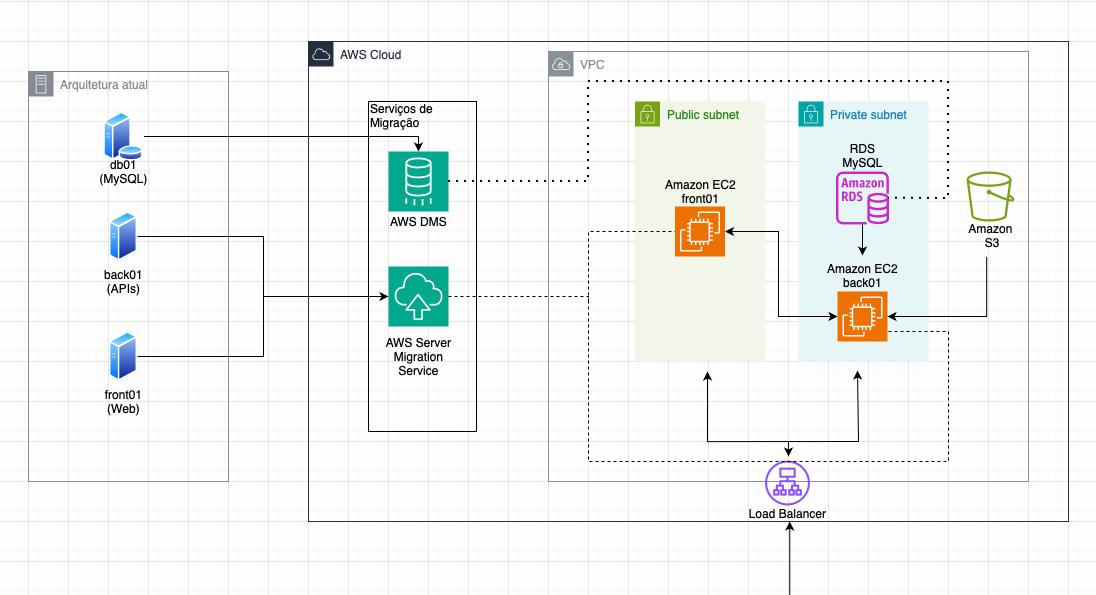 AWS Cloud
VPC
Arquitetura atual
Serviços de
Migração
Public subnet
Private subnet
db01
(MySQL)
RDS
MySQL
Amazon
RDS
Amazon EC2
front01
AWS DMS
Amazon
S3
back01
(APIs)
Amazon EC2
back01
AWS Server
Migration
Service
front01
(Web)
Load Balancer